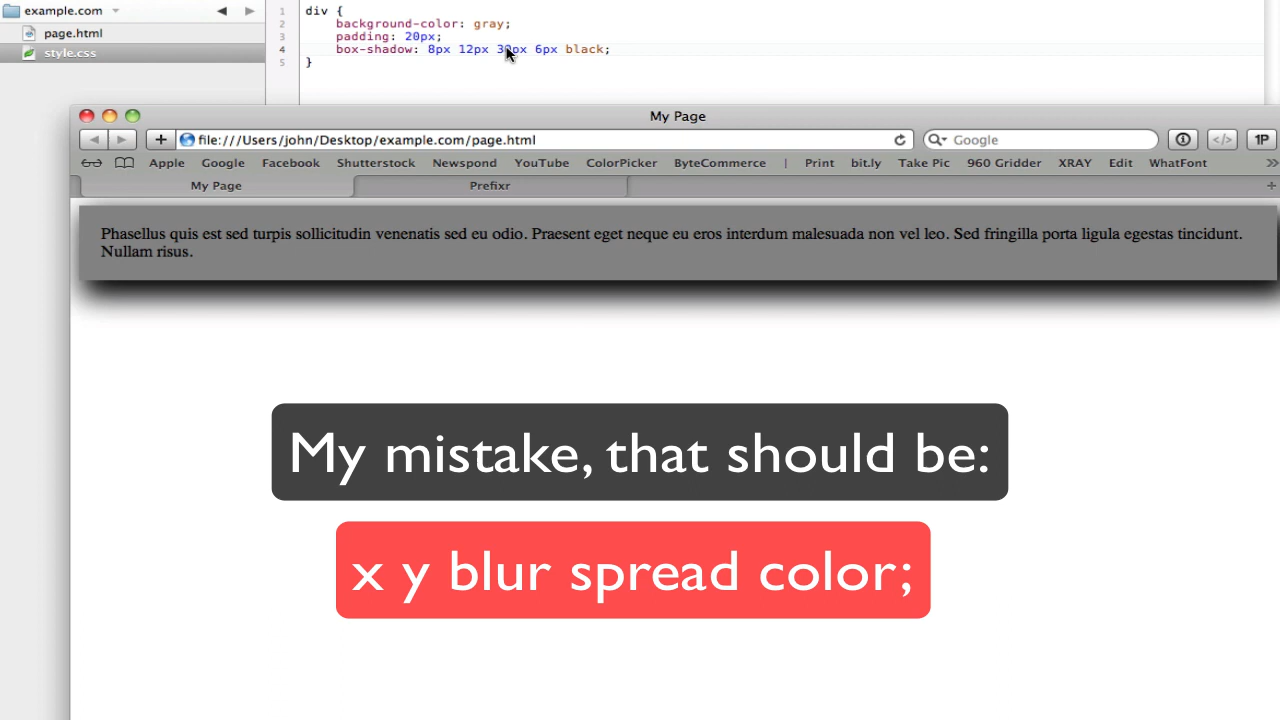 example.com
page.html
style.css
1 div {
2 background-color: gray;
3 padding: 20px;
4 box-shadow: 8px 12px 30px 6px black;
5 }
My Page
file:///Users/john/Desktop/example.com/page.html
Google
1P
Apple Google Facebook Shutterstock Newspond YouTube ColorPicker ByteCommerce | Print bit.ly Take Pic 960 Gridder XRAY Edit WhatFont
My Page Prefixr
Phasellus quis est sed turpis sollicitudin venenatis sed eu odio. Praesent eget neque eu eros interdum malesuada non vel leo. Sed fringilla porta ligula egestas tincidunt.
Nullam risus.
My mistake, that should be:
x y blur spread color;